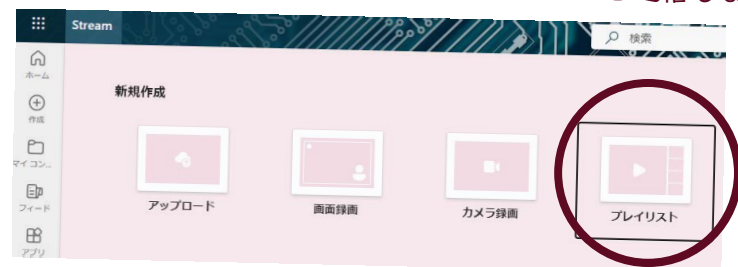 Stream
検索
ホーム
新規作成
作成
マイ コン...
フィード
アプリ
アップロード
画面録画
カメラ録画
プレイリスト